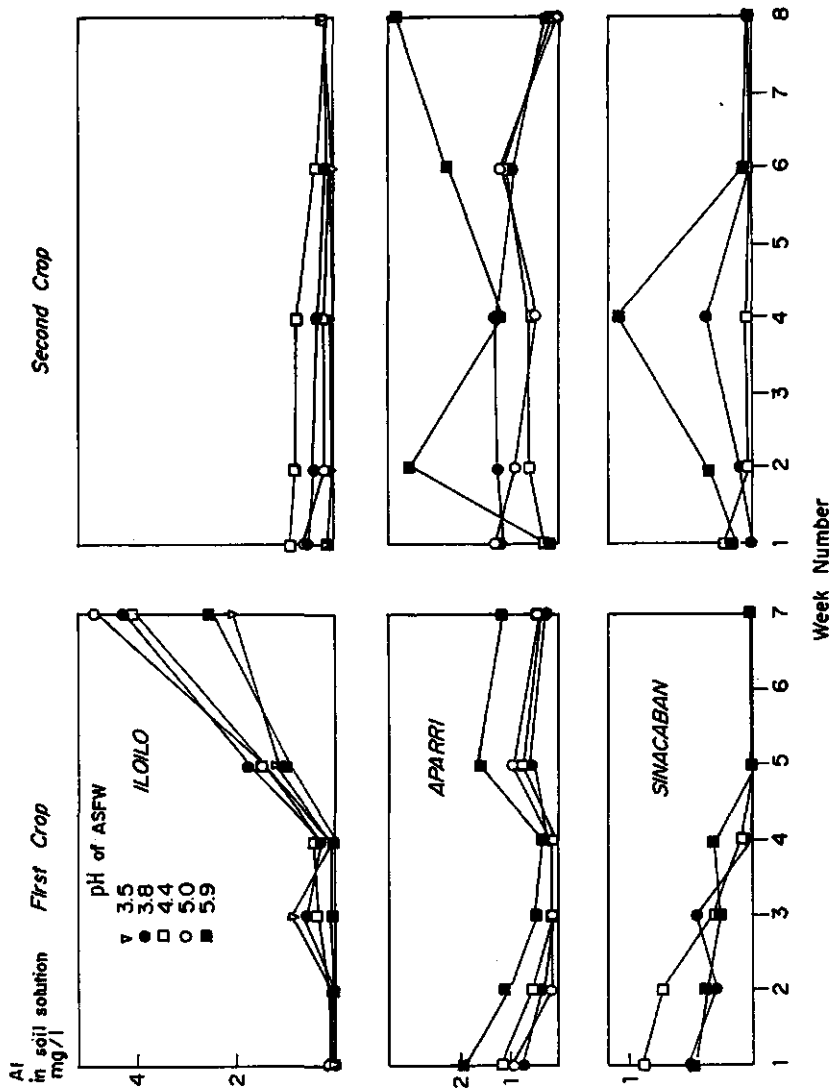 Al
in soil solution
mg/l
First Crop
Second Crop
pH of ASFW
3.5
3.8
4.4
5.0
5.9
ILOILO
4
2
APARRI
2
1
SINACABAN
1
1 2 3 4 5 6 7
1 2 3 4 5 6 7 8
Week Number